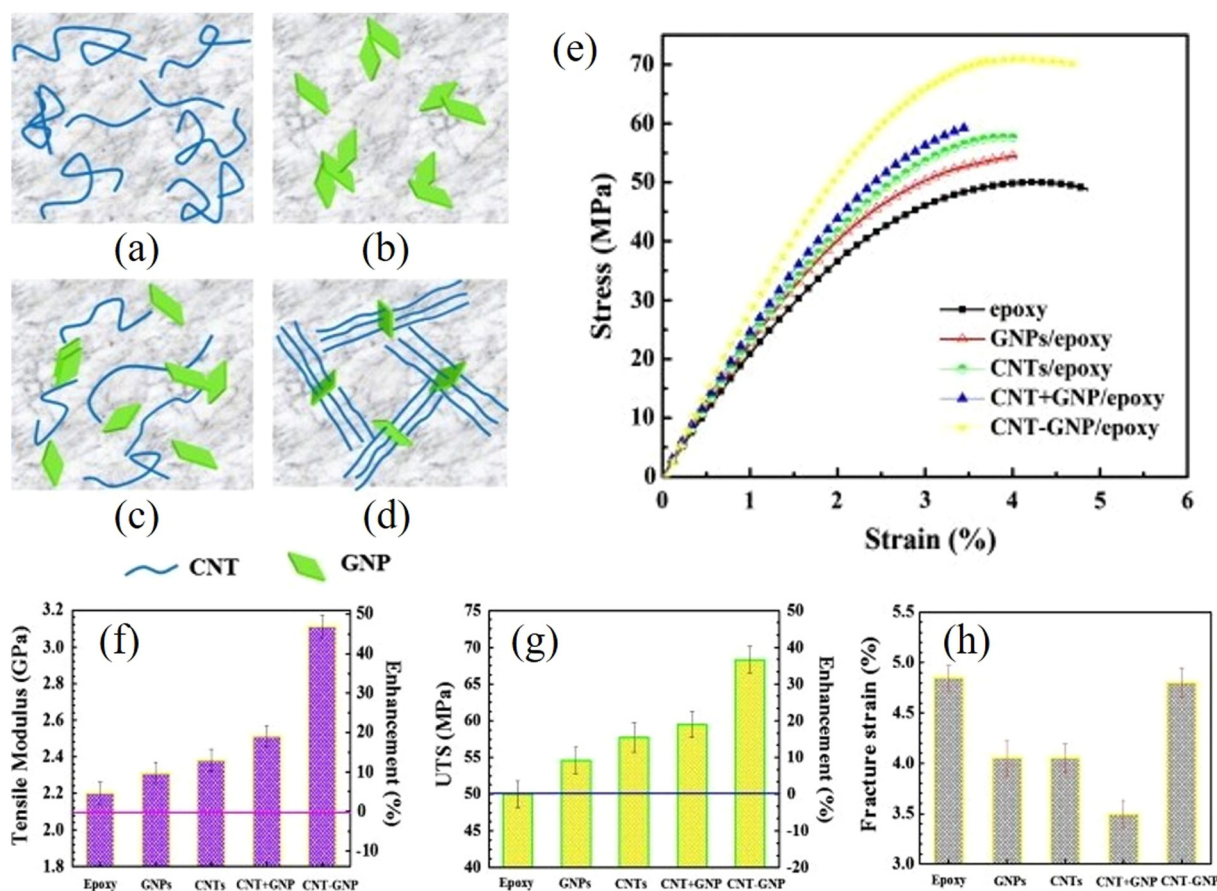 (a)
(b)
(c)
(d)
CNT
GNP
(e)
Stress (MPa)
70
60
50
40
30
20
10
0
epoxy
GNPs/epoxy
CNTs/epoxy
CNT+GNP/epoxy
CNT-GNP/epoxy
0 1 2 3 4 5 6
Strain (%)
(f)
Tensile Modulus (GPa)
3.2
3.0
2.8
2.6
2.4
2.2
2.0
1.8
50
40
30
20
10
0
-10
Enhancement (%)
Epoxy GNPs CNTs CNT+GNP CNT-GNP
(g)
UTS (MPa)
75
70
65
60
55
50
45
40
50
40
30
20
10
0
-10
-20
Enhancement (%)
Epoxy GNPs CNTs CNT+GNP CNT-GNP
(h)
Fracture strain (%)
5.5
5.0
4.5
4.0
3.5
3.0
Epoxy GNPs CNTs CNT+GNP CNT-GNP